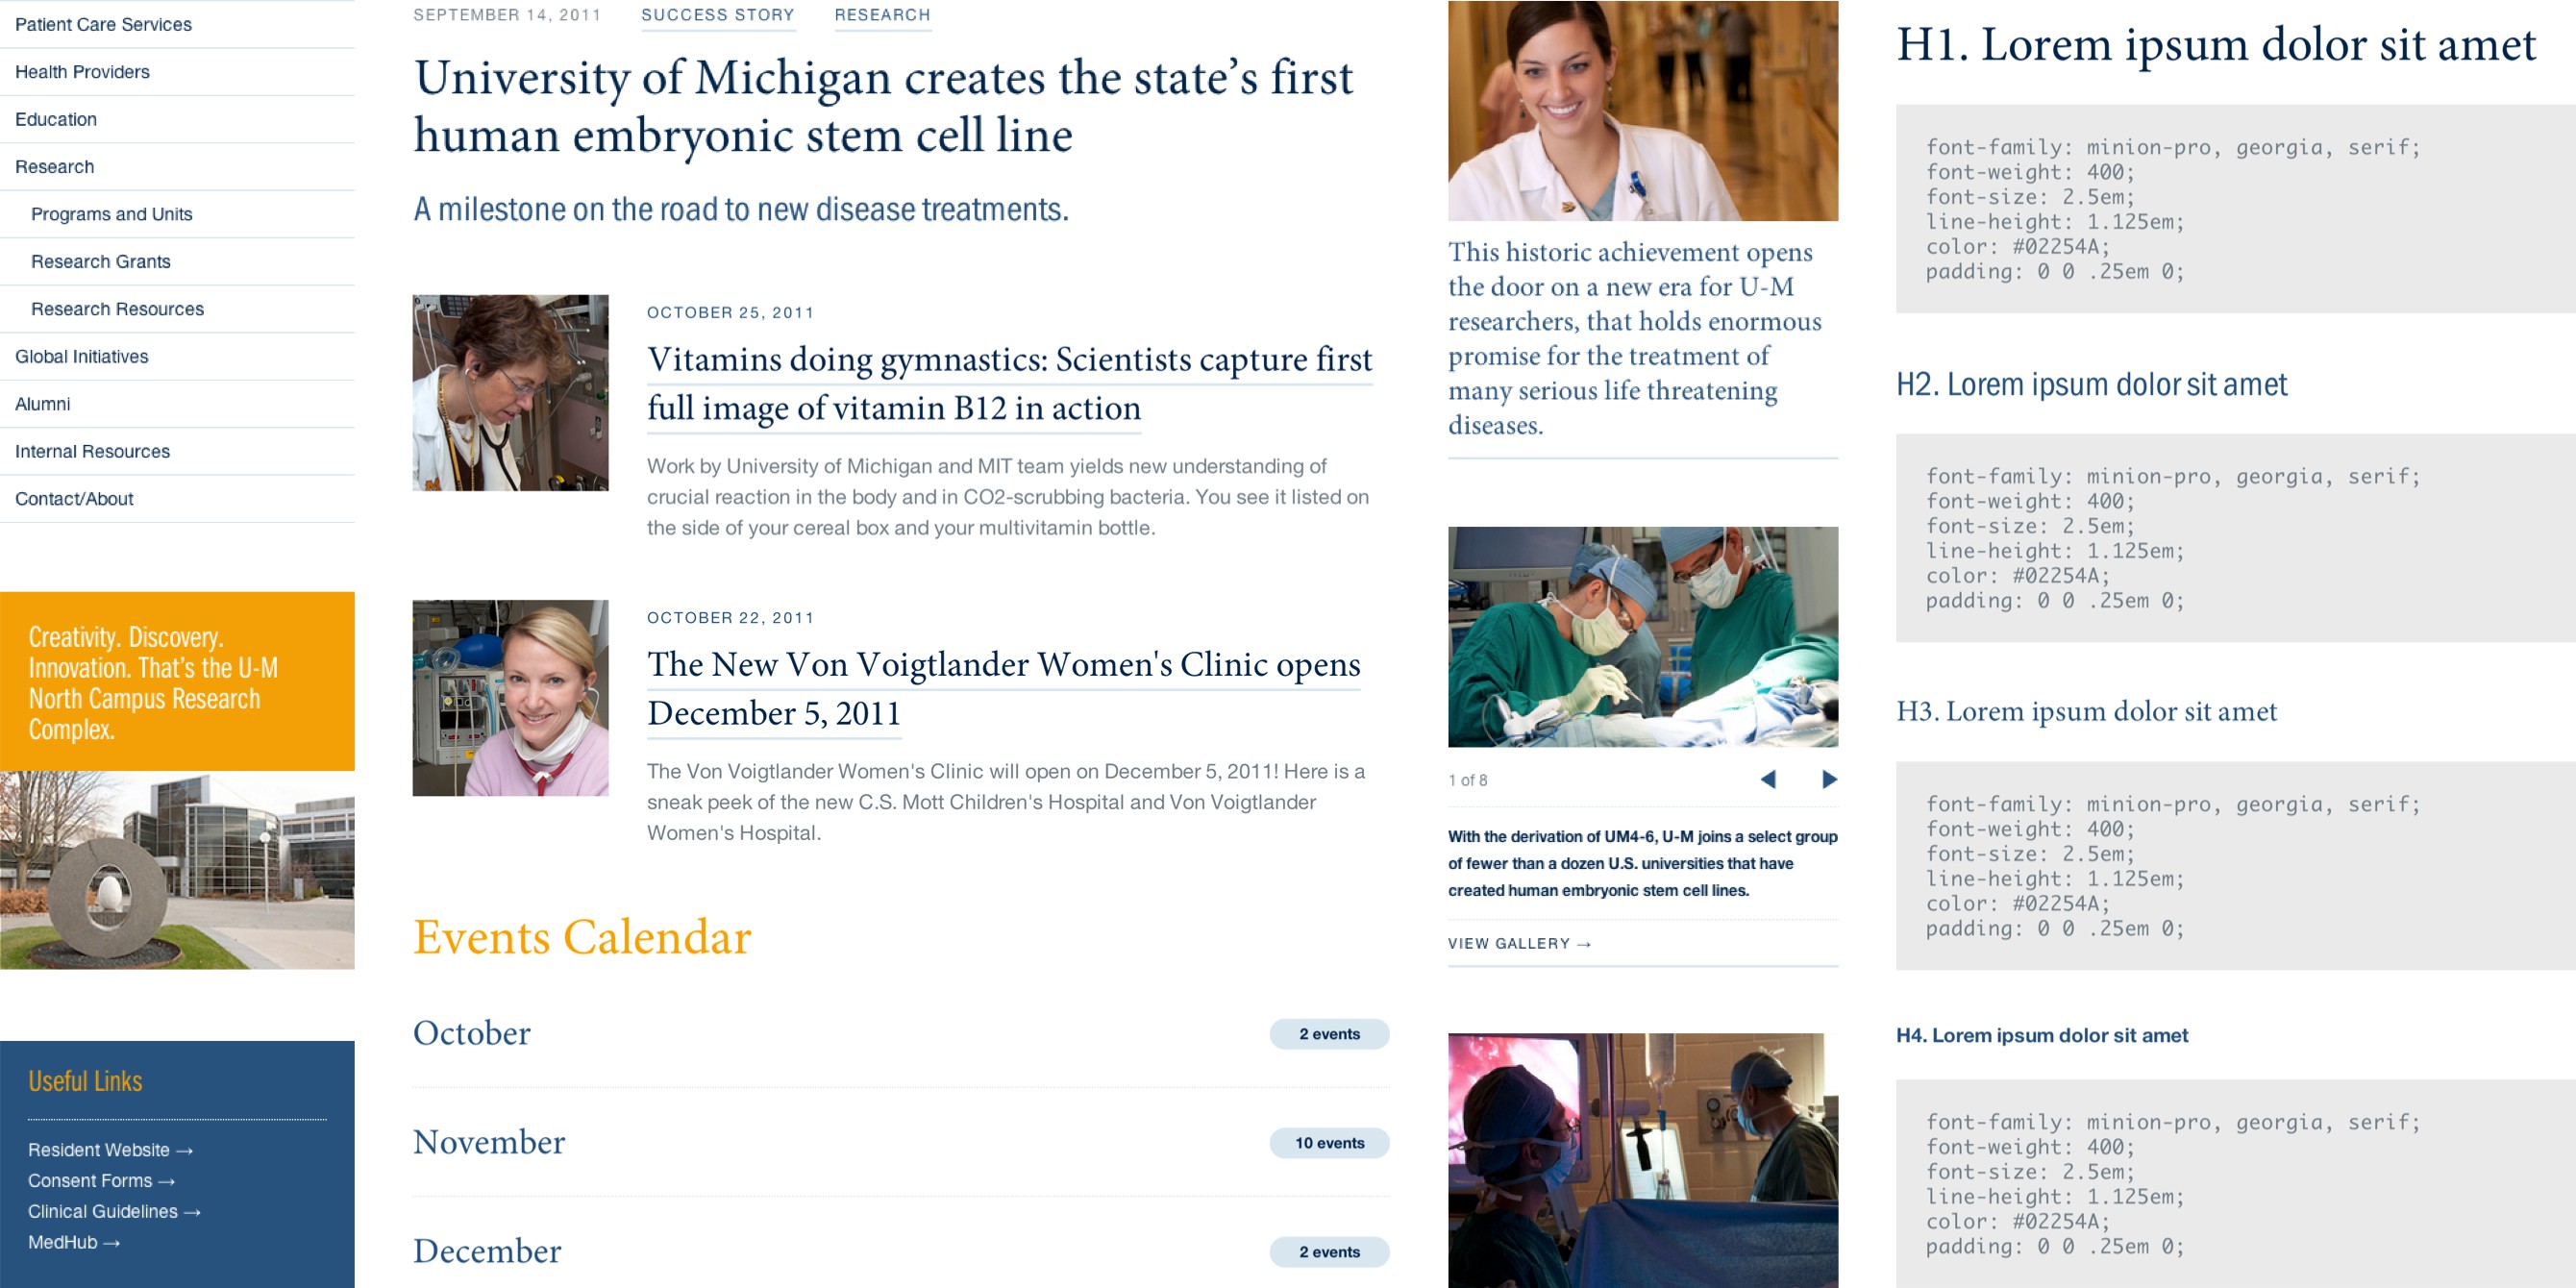 Patient Care Services
Health Providers
Education
Research
Programs and Units
Research Grants
Research Resources
Global Initiatives
Alumni
Internal Resources
Contact/About
Creativity. Discovery.
Innovation. That's the U-M
North Campus Research
Complex.
Useful Links
Resident Website →
Consent Forms →
Clinical Guidelines →
MedHub →
SEPTEMBER 14, 2011 SUCCESS STORY RESEARCH
University of Michigan creates the state’s first
human embryonic stem cell line
A milestone on the road to new disease treatments.
OCTOBER 25, 2011
Vitamins doing gymnastics: Scientists capture first
full image of vitamin B12 in action
Work by University of Michigan and MIT team yields new understanding of
crucial reaction in the body and in CO2-scrubbing bacteria. You see it listed on
the side of your cereal box and your multivitamin bottle.
OCTOBER 22, 2011
The New Von Voigtlander Women's Clinic opens
December 5, 2011
The Von Voigtlander Women's Clinic will open on December 5, 2011! Here is a
sneak peek of the new C.S. Mott Children's Hospital and Von Voigtlander
Women's Hospital.
Events Calendar
October 2 events
November 10 events
December 2 events
This historic achievement opens
the door on a new era for U-M
researchers, that holds enormous
promise for the treatment of
many serious life threatening
diseases.
1 of 8
With the derivation of UM4-6, U-M joins a select group
of fewer than a dozen U.S. universities that have
created human embryonic stem cell lines.
VIEW GALLERY →
H1. Lorem ipsum dolor sit amet
font-family: minion-pro, georgia, serif;
font-weight: 400;
font-size: 2.5em;
line-height: 1.125em;
color: #02254A;
padding: 0 0 .25em 0;
H2. Lorem ipsum dolor sit amet
font-family: minion-pro, georgia, serif;
font-weight: 400;
font-size: 2.5em;
line-height: 1.125em;
color: #02254A;
padding: 0 0 .25em 0;
H3. Lorem ipsum dolor sit amet
font-family: minion-pro, georgia, serif;
font-weight: 400;
font-size: 2.5em;
line-height: 1.125em;
color: #02254A;
padding: 0 0 .25em 0;
H4. Lorem ipsum dolor sit amet
font-family: minion-pro, georgia, serif;
font-weight: 400;
font-size: 2.5em;
line-height: 1.125em;
color: #02254A;
padding: 0 0 .25em 0;